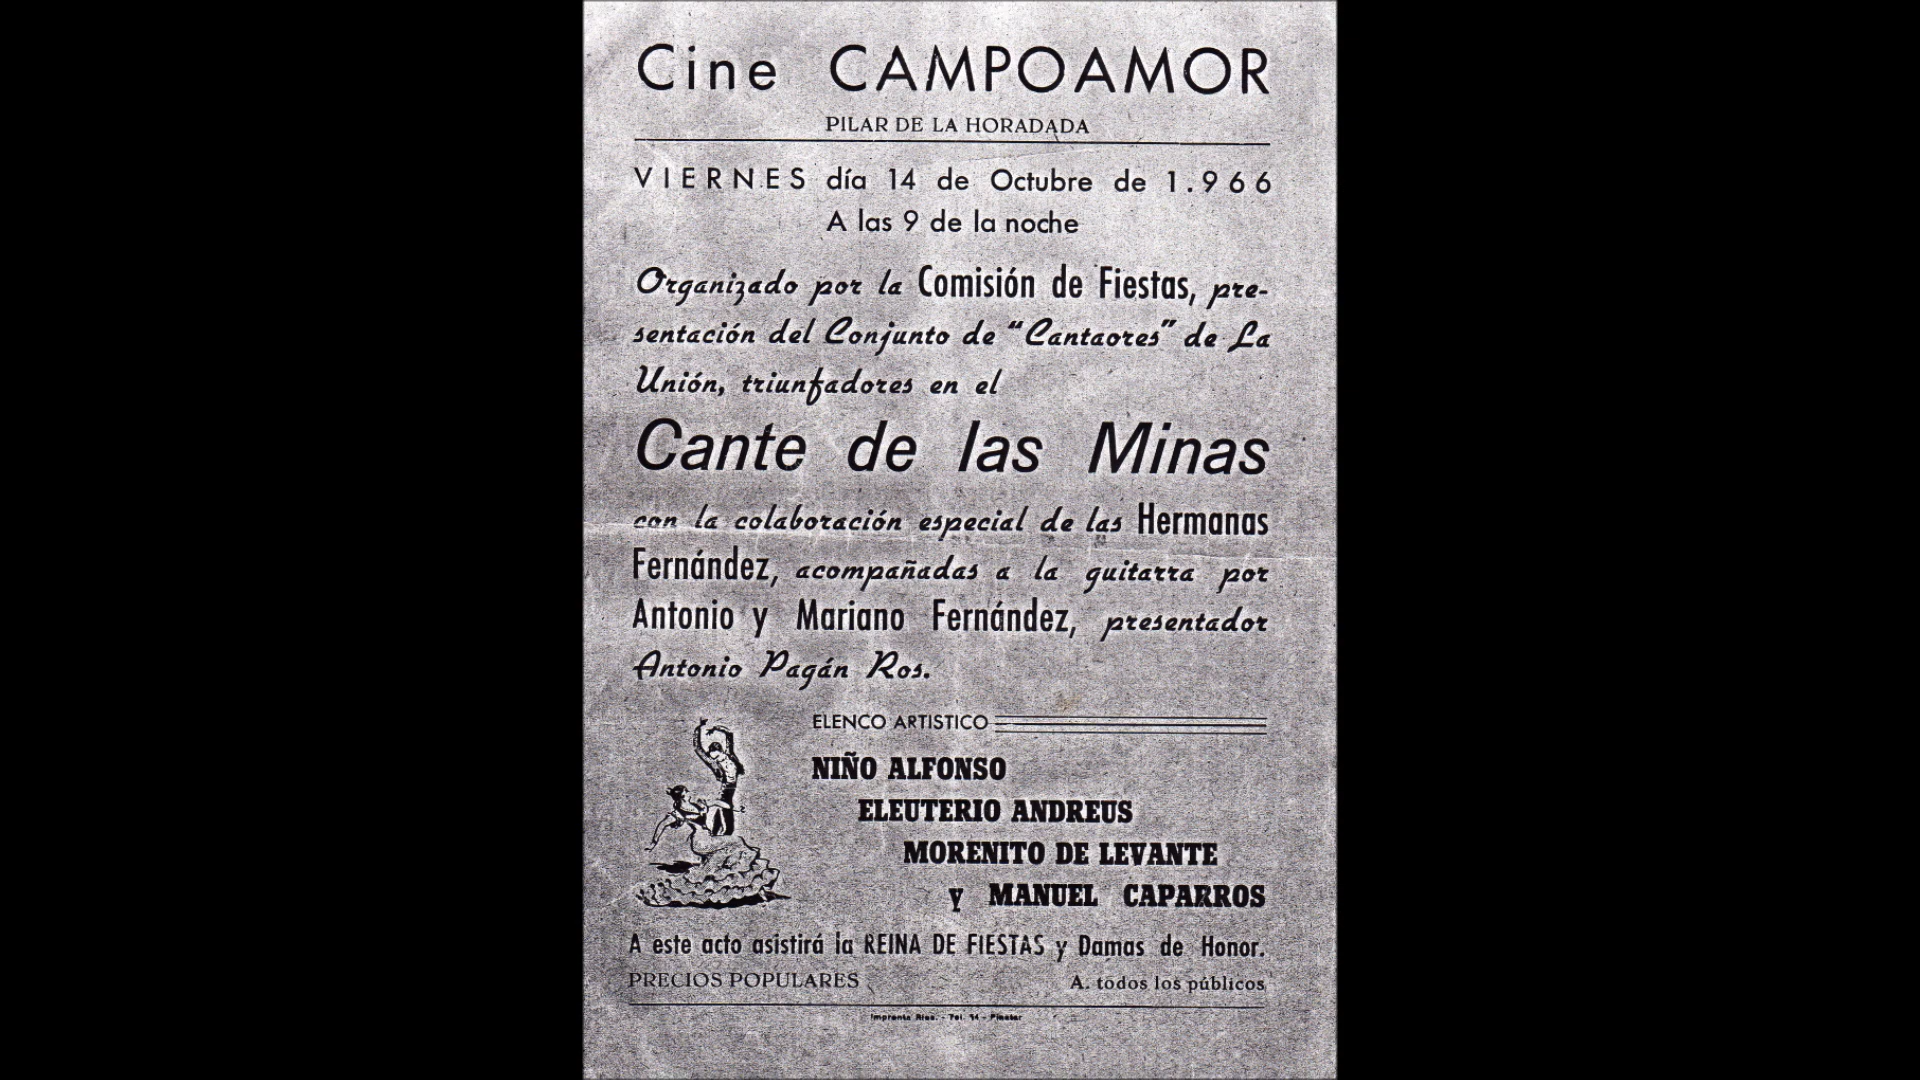 Cine CAMPOAMOR
PILAR DE LA HORADADA
VIERNES día 14 de Octubre de 1.966
A las 9 de la noche
Organizado por la Comisión de Fiestas, pre-
sentación del Conjunto de "Cantaores" de La
Unión, triunfadores en el
Cante de las Minas
con la colaboración especial de las Hermanas
Fernández, acompañadas a la guitarra por
Antonio y Mariano Fernández, presentador
Antonio Pagán Ros.
ELENCO ARTISTICO
NIÑO ALFONSO
ELEUTERIO ANDREUS
MORENITO DE LEVANTE
Y MANUEL CAPARROS
A este acto asistirá la REINA DE FIESTAS y Damas de Honor.
PRECIOS POPULARES A. todos los públicos
Imprenta - Tel. 14 - Pinatar